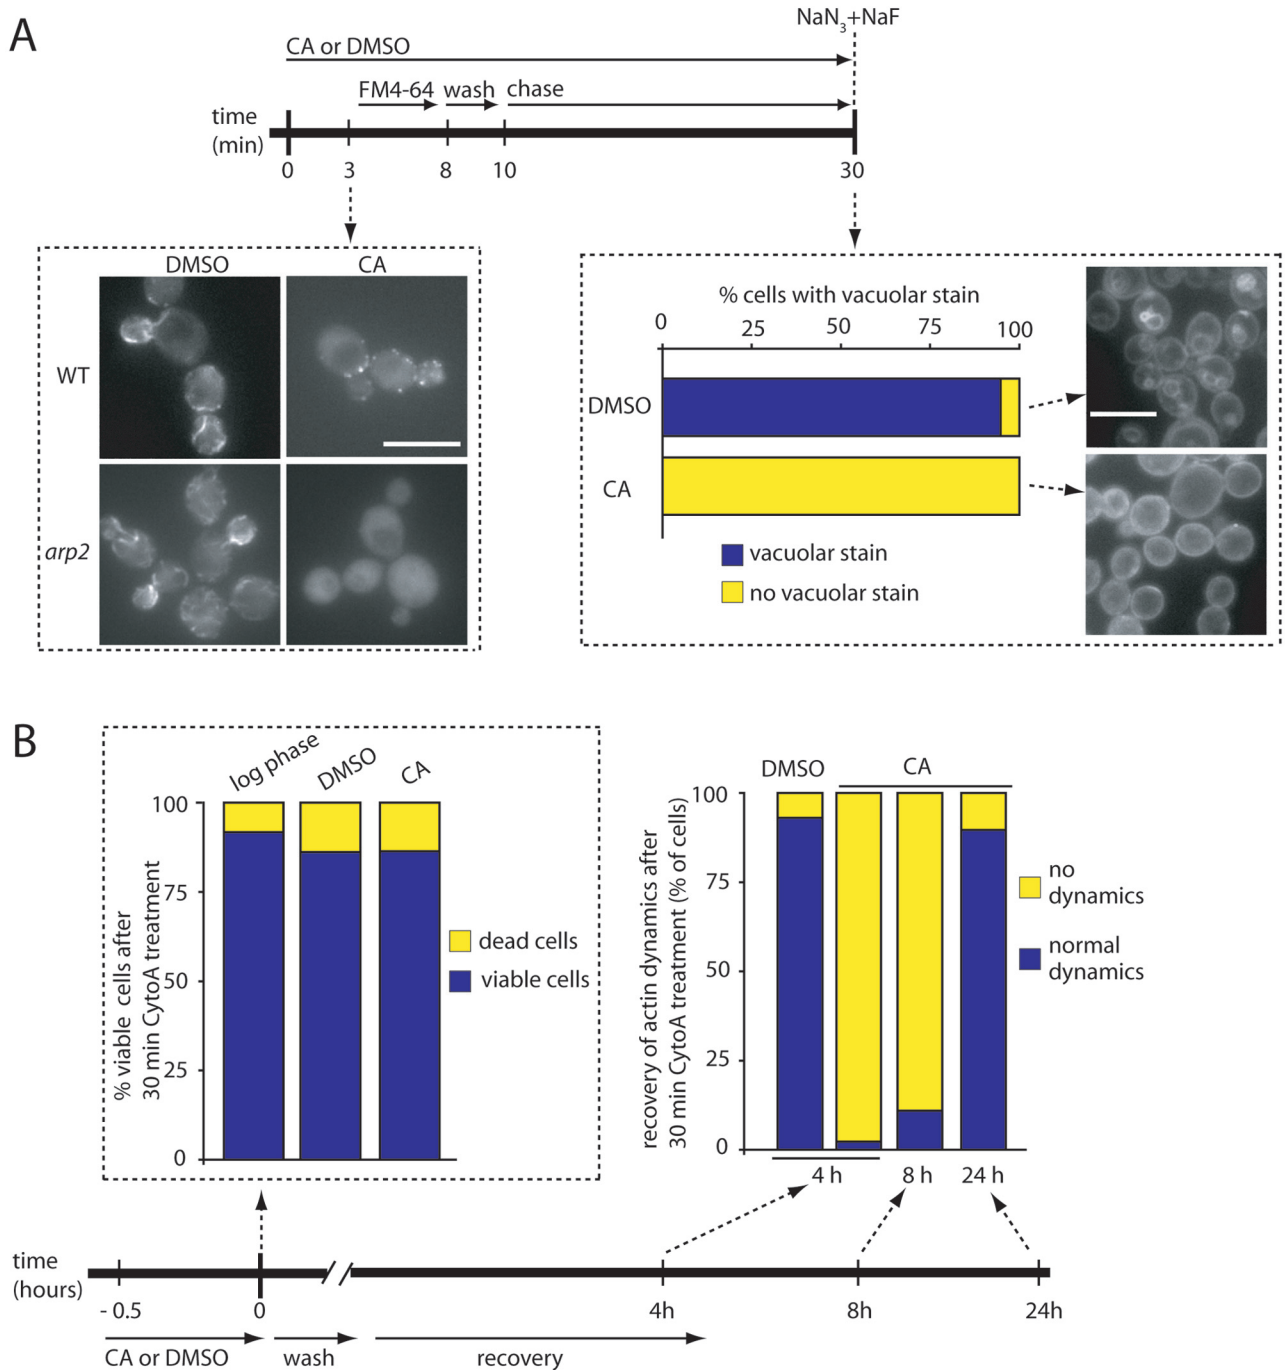 A
NaN3+NaF
CA or DMSO
FM4-64 wash chase
time
(min)
0 3 8 10 30
DMSO CA
WT
arp2
% cells with vacuolar stain
0 25 50 75 100
DMSO
CA
vacuolar stain
no vacuolar stain
B
log phase DMSO CA
% viable cells after
30 min CytoA treatment
100
75
50
25
0
dead cells
viable cells
DMSO CA
recovery of actin dynamics after
30 min CytoA treatment (% of cells)
100
75
50
25
0
no
dynamics
normal
dynamics
4 h 8 h 24 h
time
(hours)
- 0.5 0 4h 8h 24h
CA or DMSO wash recovery